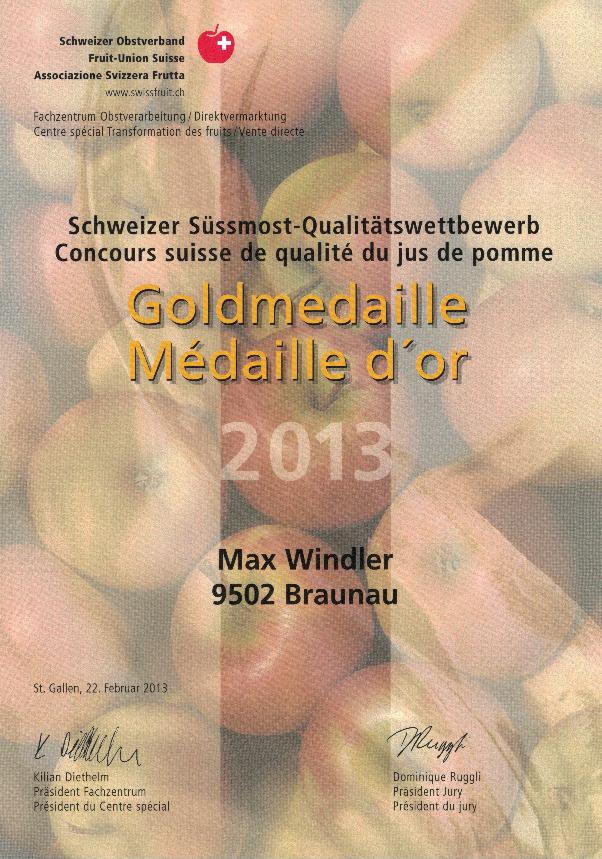 Schweizer Obstverband
Fruit-Union Suisse
Associazione Svizzera Frutta
www.swissfruit.ch
Fachzentrum Obstverarbeitung / Direktvermarktung
Centre spécial Transformation des fruits / Vente directe
Schweizer Süssmost-Qualitätswettbewerb
Concours suisse de qualité du jus de pomme
Goldmedaille
Médaille d´or
2013
Max Windler
9502 Braunau
St. Gallen, 22. Februar 2013
K Diethelm
DRuggli
Kilian Diethelm
Präsident Fachzentrum
Président du Centre spécial
Dominique Ruggli
Präsident Jury
Président du jury